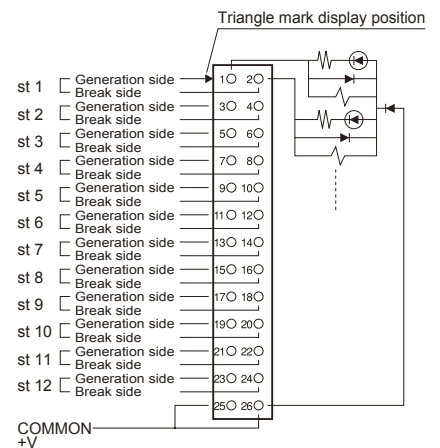 Triangle mark display position
st 1 Generation side 1 2
Break side
st 2 Generation side 3 4
Break side
st 3 Generation side 5 6
Break side
st 4 Generation side 7 8
Break side
st 5 Generation side 9 10
Break side
st 6 Generation side 11 12
Break side
st 7 Generation side 13 14
Break side
st 8 Generation side 15 16
Break side
st 9 Generation side 17 18
Break side
st 10 Generation side 19 20
Break side
st 11 Generation side 21 22
Break side
st 12 Generation side 23 24
Break side
25 26
COMMON
+V